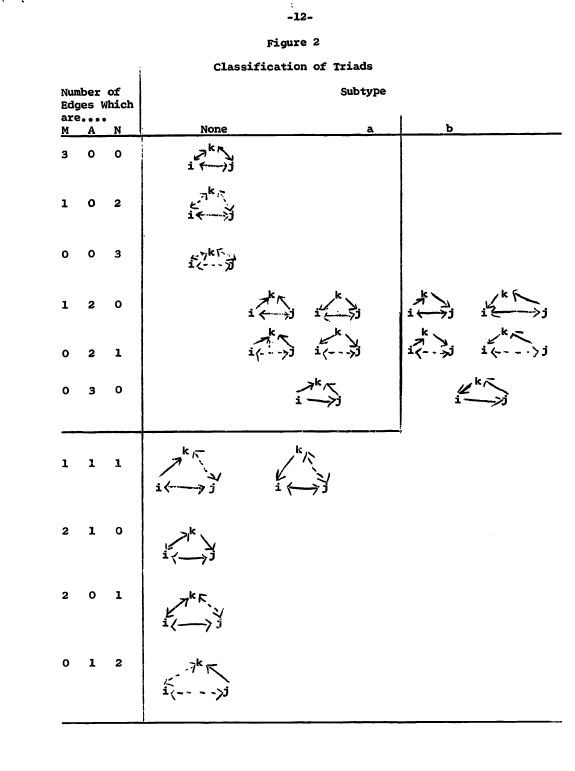 -12-
Figure 2
Classification of Triads
Number of
Edges Which
are....
Subtype
M A N None a b
k
3 0 0 i j
k
1 0 2 i j
k
0 0 3 i j
k k k k
1 2 0 i j i j i j i j
k k k k
0 2 1 i j i j i j i j
k k
0 3 0 i j i j
k k
1 1 1 i j i j
k
2 1 0 i j
k
2 0 1 i j
k
0 1 2 i j